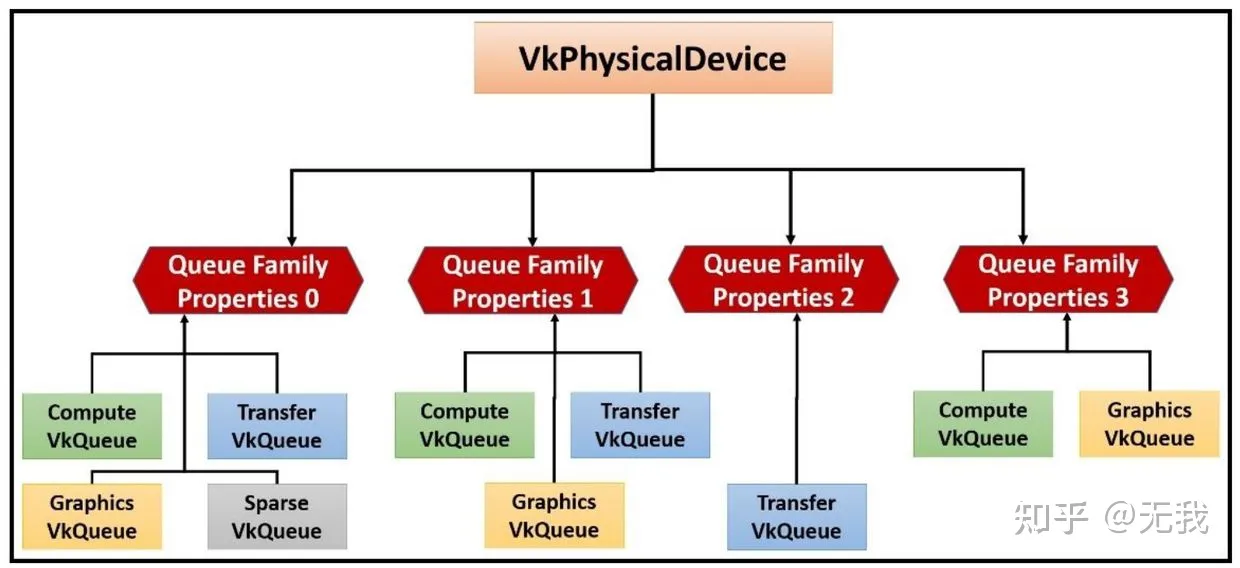 VkPhysicalDevice
Queue Family
Properties 0
Queue Family
Properties 1
Queue Family
Properties 2
Queue Family
Properties 3
Compute
VkQueue
Transfer
VkQueue
Graphics
VkQueue
Sparse
VkQueue
Compute
VkQueue
Transfer
VkQueue
Graphics
VkQueue
Transfer
VkQueue
Compute
VkQueue
Graphics
VkQueue
知乎 @无我